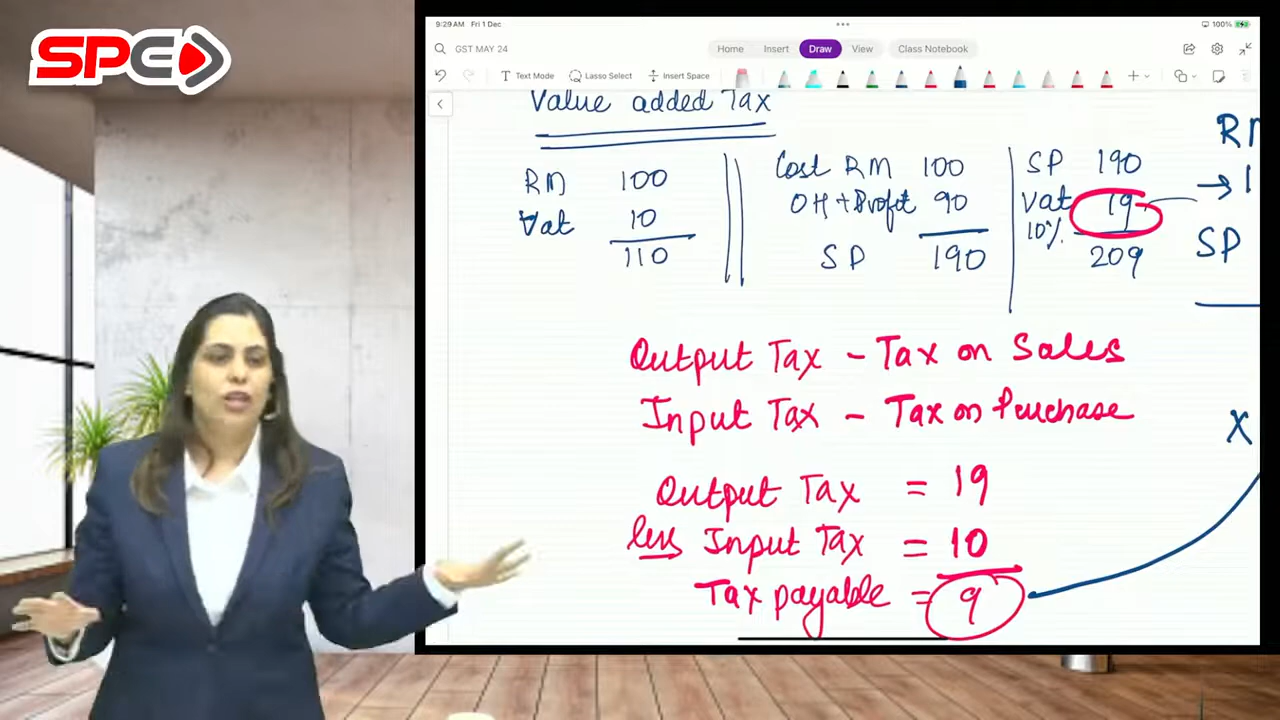 SPED
9:29 AM Fri 1 Dec
100%
GST MAY 24
Home Insert Draw View Class Notebook
Text Mode Lasso Select Insert Space
Value added Tax
RM 100
Vat 10
110
Cost RM 100
OH + Profit 90
SP 190
SP 190
Vat 19
10%
209
RM
SP
Output Tax - Tax on Sales
Input Tax - Tax on Purchase
X
Output Tax = 19
less Input Tax = 10
Tax payable = 9